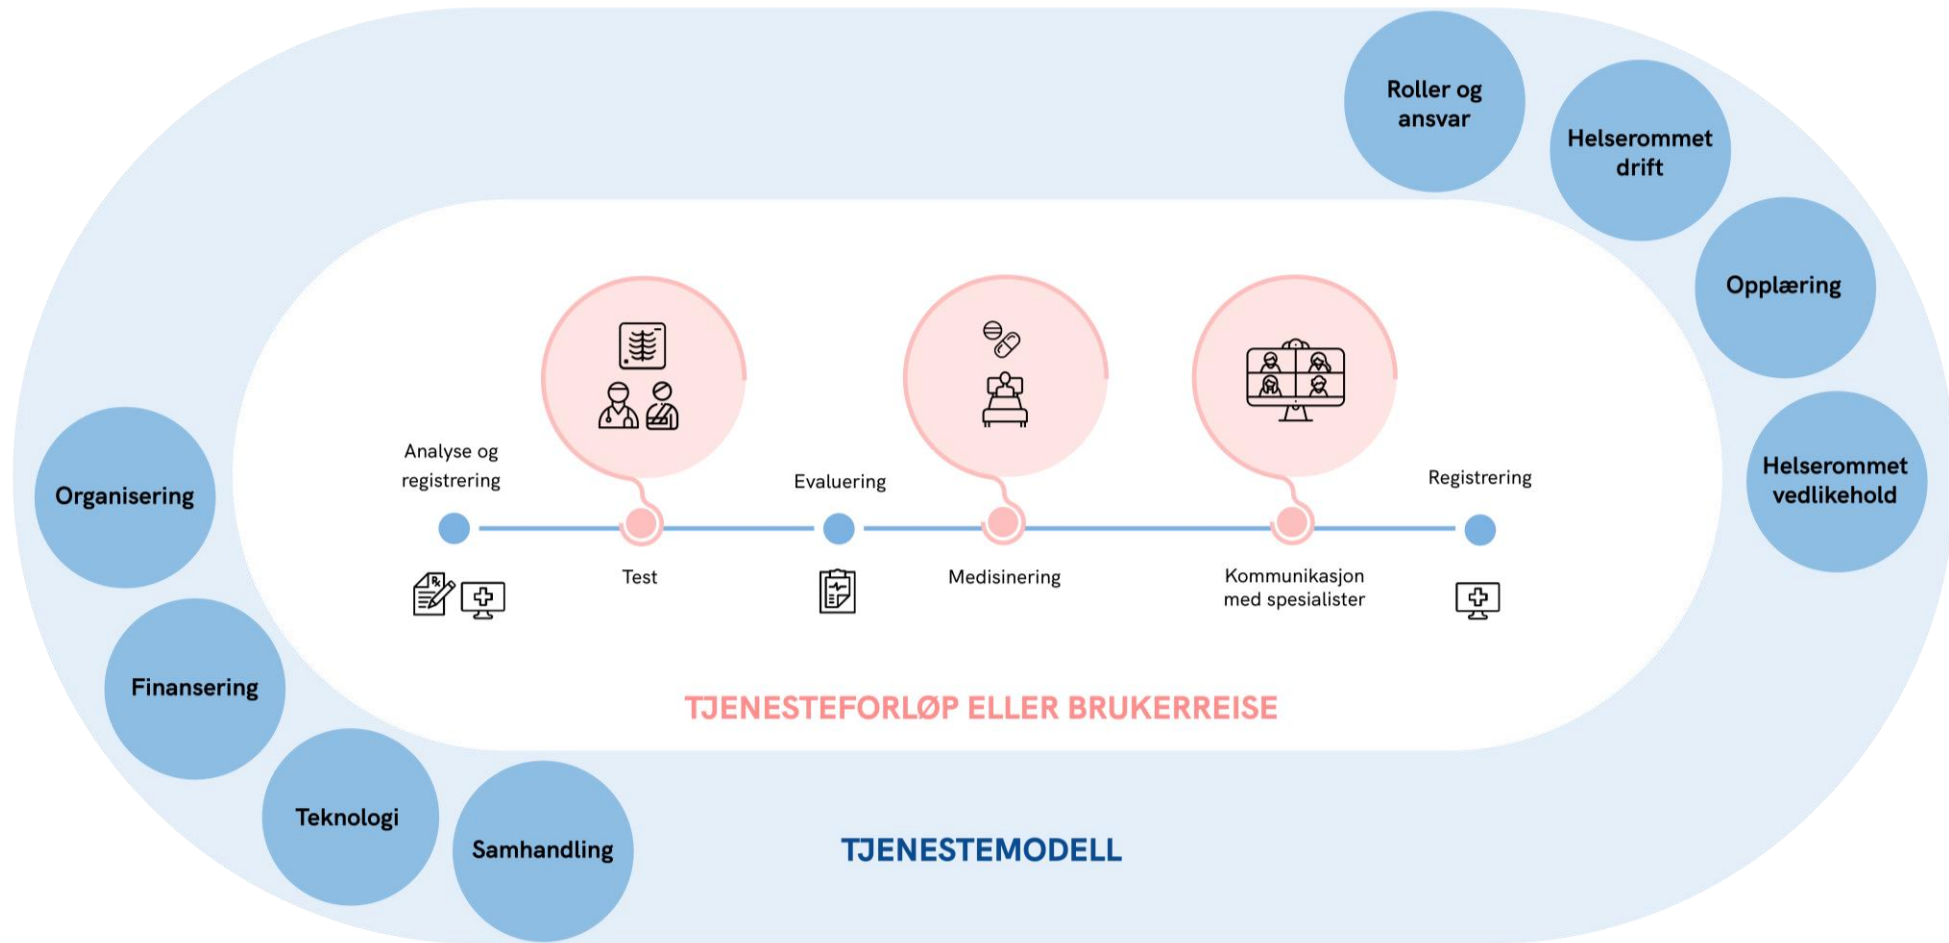 Roller og
ansvar
Helserommet
drift
Opplæring
Helserommet
vedlikehold
Organisering
Finansering
Teknologi
Samhandling
Analyse og
registrering
Test
Evaluering
Medisinering
Kommunikasjon
med spesialister
Registrering
TJENESTEFORLØP ELLER BRUKERREISE
TJENESTEMODELL